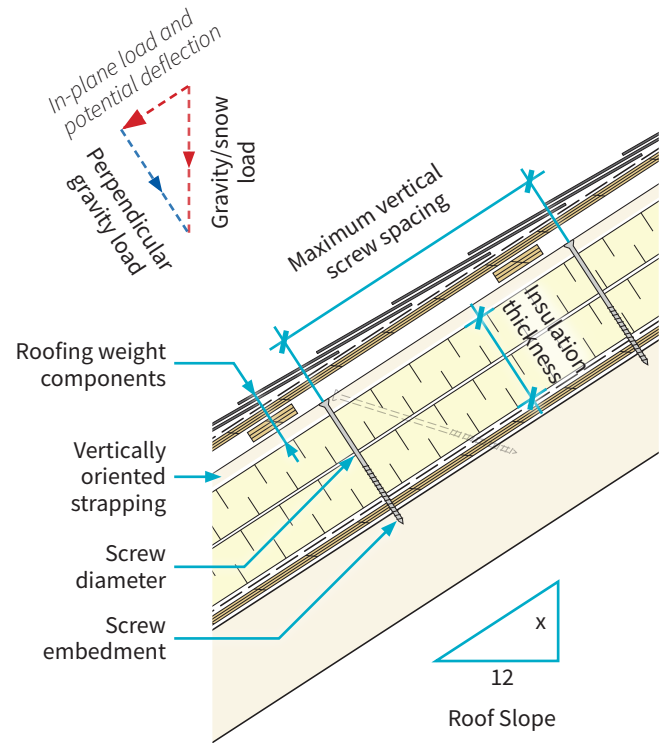 In-plane load and
potential deflection
Perpendicular
gravity load
Gravity/snow
load
Maximum vertical
screw spacing
Insulation
thickness
Roofing weight
components
Vertically
oriented
strapping
Screw
diameter
Screw
embedment
x
12
Roof Slope